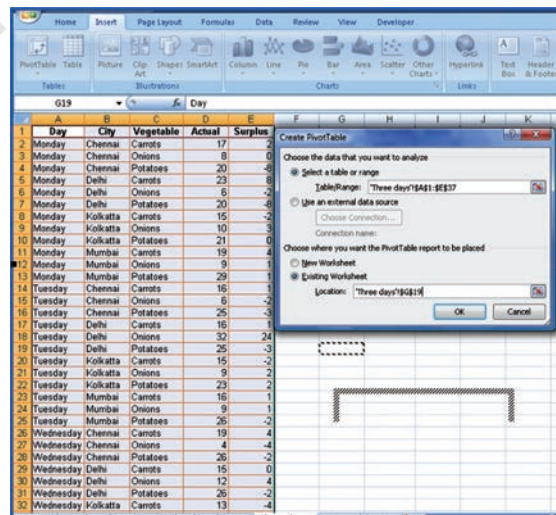 Home Insert Page Layout Formulas Data Review View Developer
PivotTable Table Picture Clip Art Shapes SmartArt Column Line Pie Bar Area Scatter Other Charts Hyperlink Text Box Header & Foote
Tables Illustrations Charts Links
G19 fx Day
A B C D E F G H I J K
1 Day City Vegetable Actual Surplus
2 Monday Chennai Carrots 17 2
3 Monday Chennai Onions 8 0
4 Monday Chennai Potatoes 20 -8
5 Monday Delhi Carrots 23 8
6 Monday Delhi Onions 6 -2
7 Monday Delhi Potatoes 20 -8
8 Monday Kolkatta Carrots 15 -2
9 Monday Kolkatta Onions 10 3
10 Monday Kolkatta Potatoes 21 0
11 Monday Mumbai Carrots 19 4
12 Monday Mumbai Onions 9 1
13 Monday Mumbai Potatoes 29 1
14 Tuesday Chennai Carrots 16 1
15 Tuesday Chennai Onions 6 -2
16 Tuesday Chennai Potatoes 25 -3
17 Tuesday Delhi Carrots 16 1
18 Tuesday Delhi Onions 32 24
19 Tuesday Delhi Potatoes 25 -3
20 Tuesday Kolkatta Carrots 15 -2
21 Tuesday Kolkatta Onions 9 2
22 Tuesday Kolkatta Potatoes 23 2
23 Tuesday Mumbai Carrots 16 1
24 Tuesday Mumbai Onions 9 1
25 Tuesday Mumbai Potatoes 26 -2
26 Wednesday Chennai Carrots 19 4
27 Wednesday Chennai Onions 4 -4
28 Wednesday Chennai Potatoes 26 -2
29 Wednesday Delhi Carrots 15 0
30 Wednesday Delhi Onions 12 4
31 Wednesday Delhi Potatoes 26 -2
32 Wednesday Kolkatta Carrots 13 -4
Create PivotTable
Choose the data that you want to analyze
Select a table or range
Table/Range: 'Three days'!$A$1:$E$37
Use an external data source
Choose Connection...
Connection name:
Choose where you want the PivotTable report to be placed
New Worksheet
Existing Worksheet
Location: 'Three days'!$G$19
OK Cancel